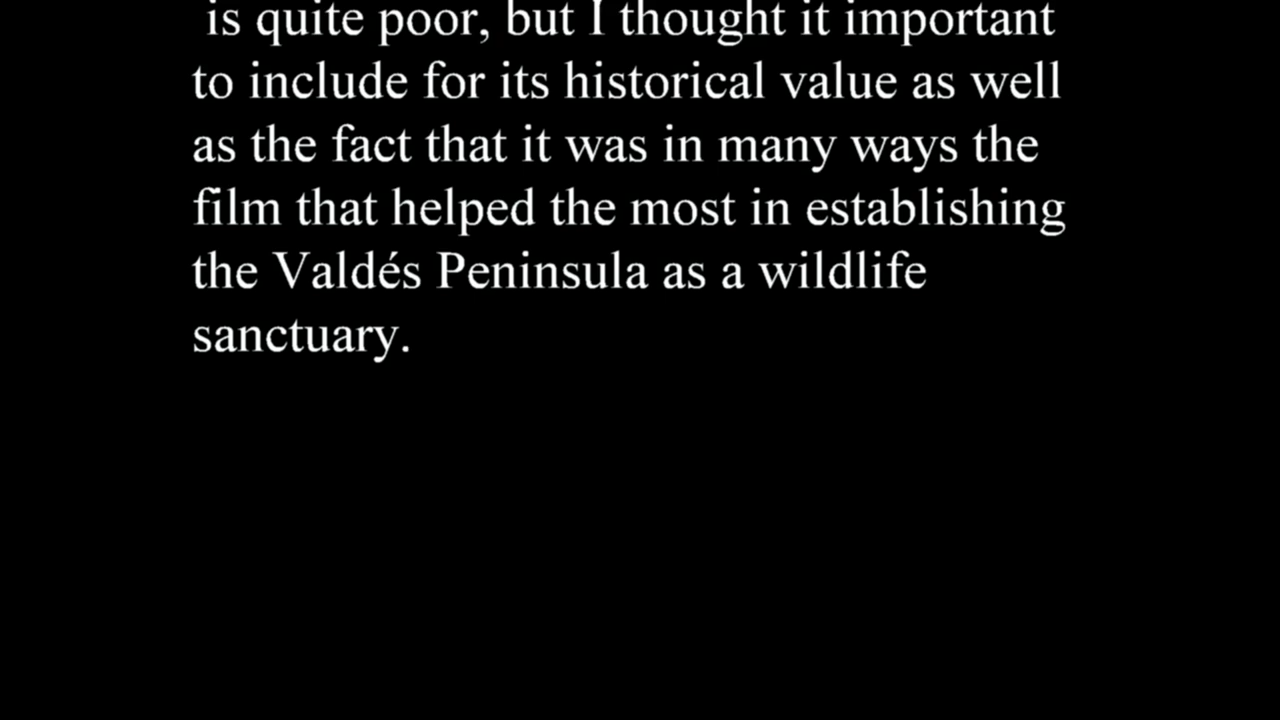 is quite poor, but I thought it important
to include for its historical value as well
as the fact that it was in many ways the
film that helped the most in establishing
the Valdés Peninsula as a wildlife
sanctuary.